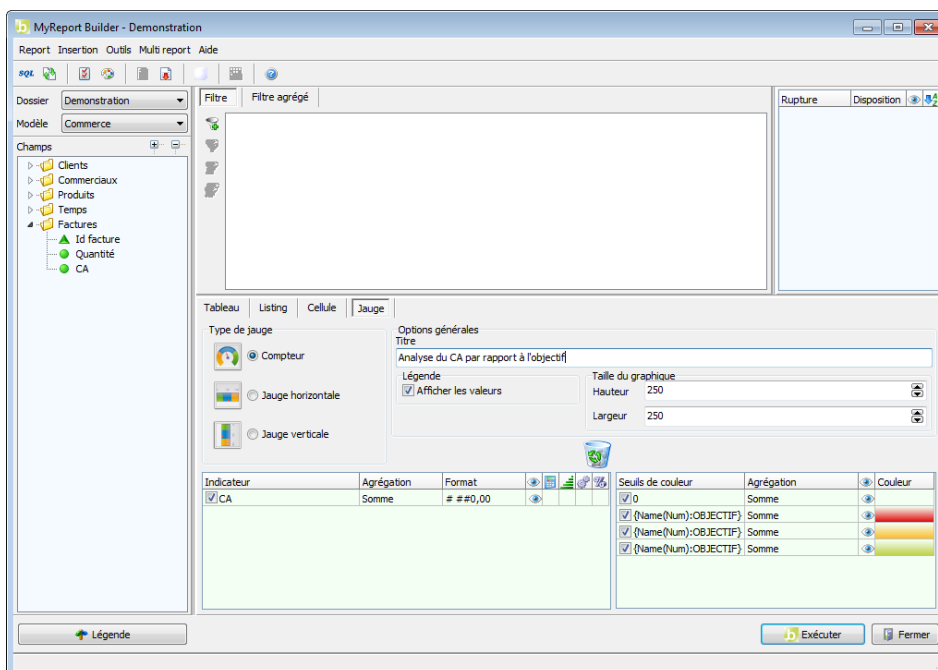 MyReport Builder - Demonstration
Report Insertion Outils Multi report Aide
SQL
Dossier Demonstration
Modèle Commerce
Champs
Clients
Commerciaux
Produits
Temps
Factures
Id facture
Quantité
CA
Filtre Filtre agrégé
Rupture Disposition
Tableau Listing Cellule Jauge
Type de jauge
Compteur
Jauge horizontale
Jauge verticale
Options générales
Titre
Analyse du CA par rapport à l'objectif
Légende
Afficher les valeurs
Taille du graphique
Hauteur 250
Largeur 250
Indicateur Agrégation Format
CA Somme # ##0,00
Seuils de couleur Agrégation Couleur
0 Somme
{Name(Num):OBJECTIF} Somme
{Name(Num):OBJECTIF} Somme
{Name(Num):OBJECTIF} Somme
Légende
Exécuter Fermer